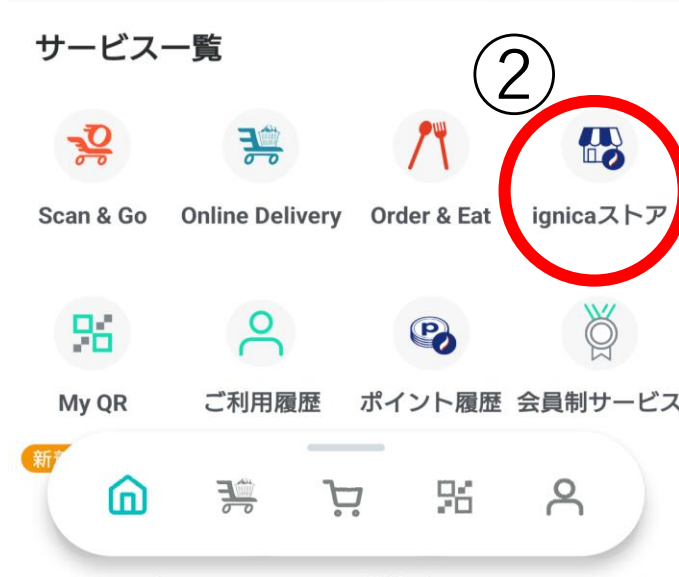 サービス一覧
②
Scan & Go Online Delivery Order & Eat ignicaストア
My QR ご利用履歴 ポイント履歴 会員制サービス
新